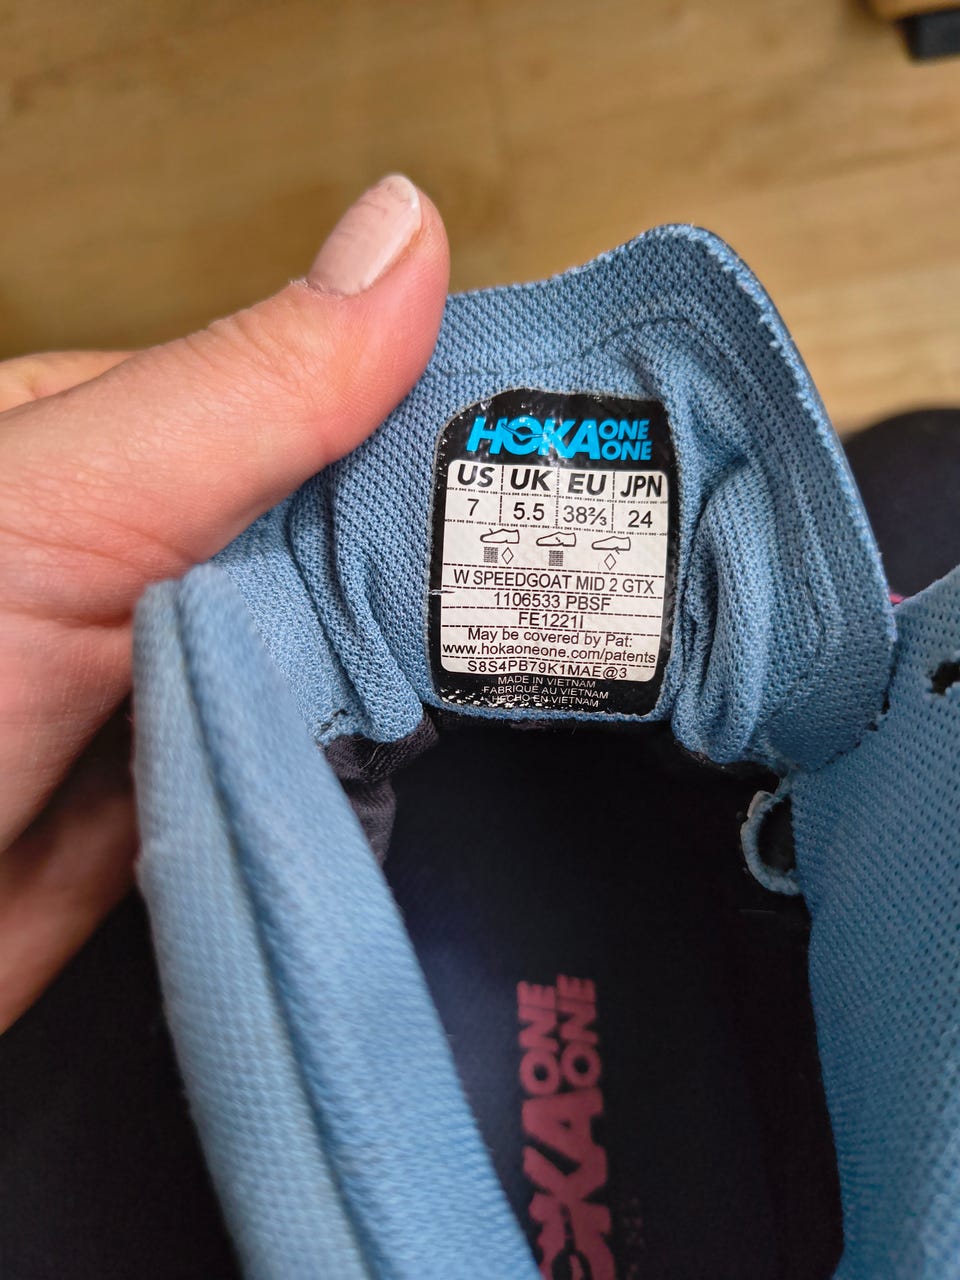 HOKA ONE ONE
US UK EU JPN
7 5.5 38⅔ 24
W SPEEDGOAT MID 2 GTX
1106533 PBSF
FE1221I
May be covered by Pat:
www.hokaoneone.com/patents
S8S4PB79K1MAE@3
MADE IN VIETNAM
FABRIQUÉ AU VIETNAM
HECHO EN VIETNAM
HOKA ONE ONE